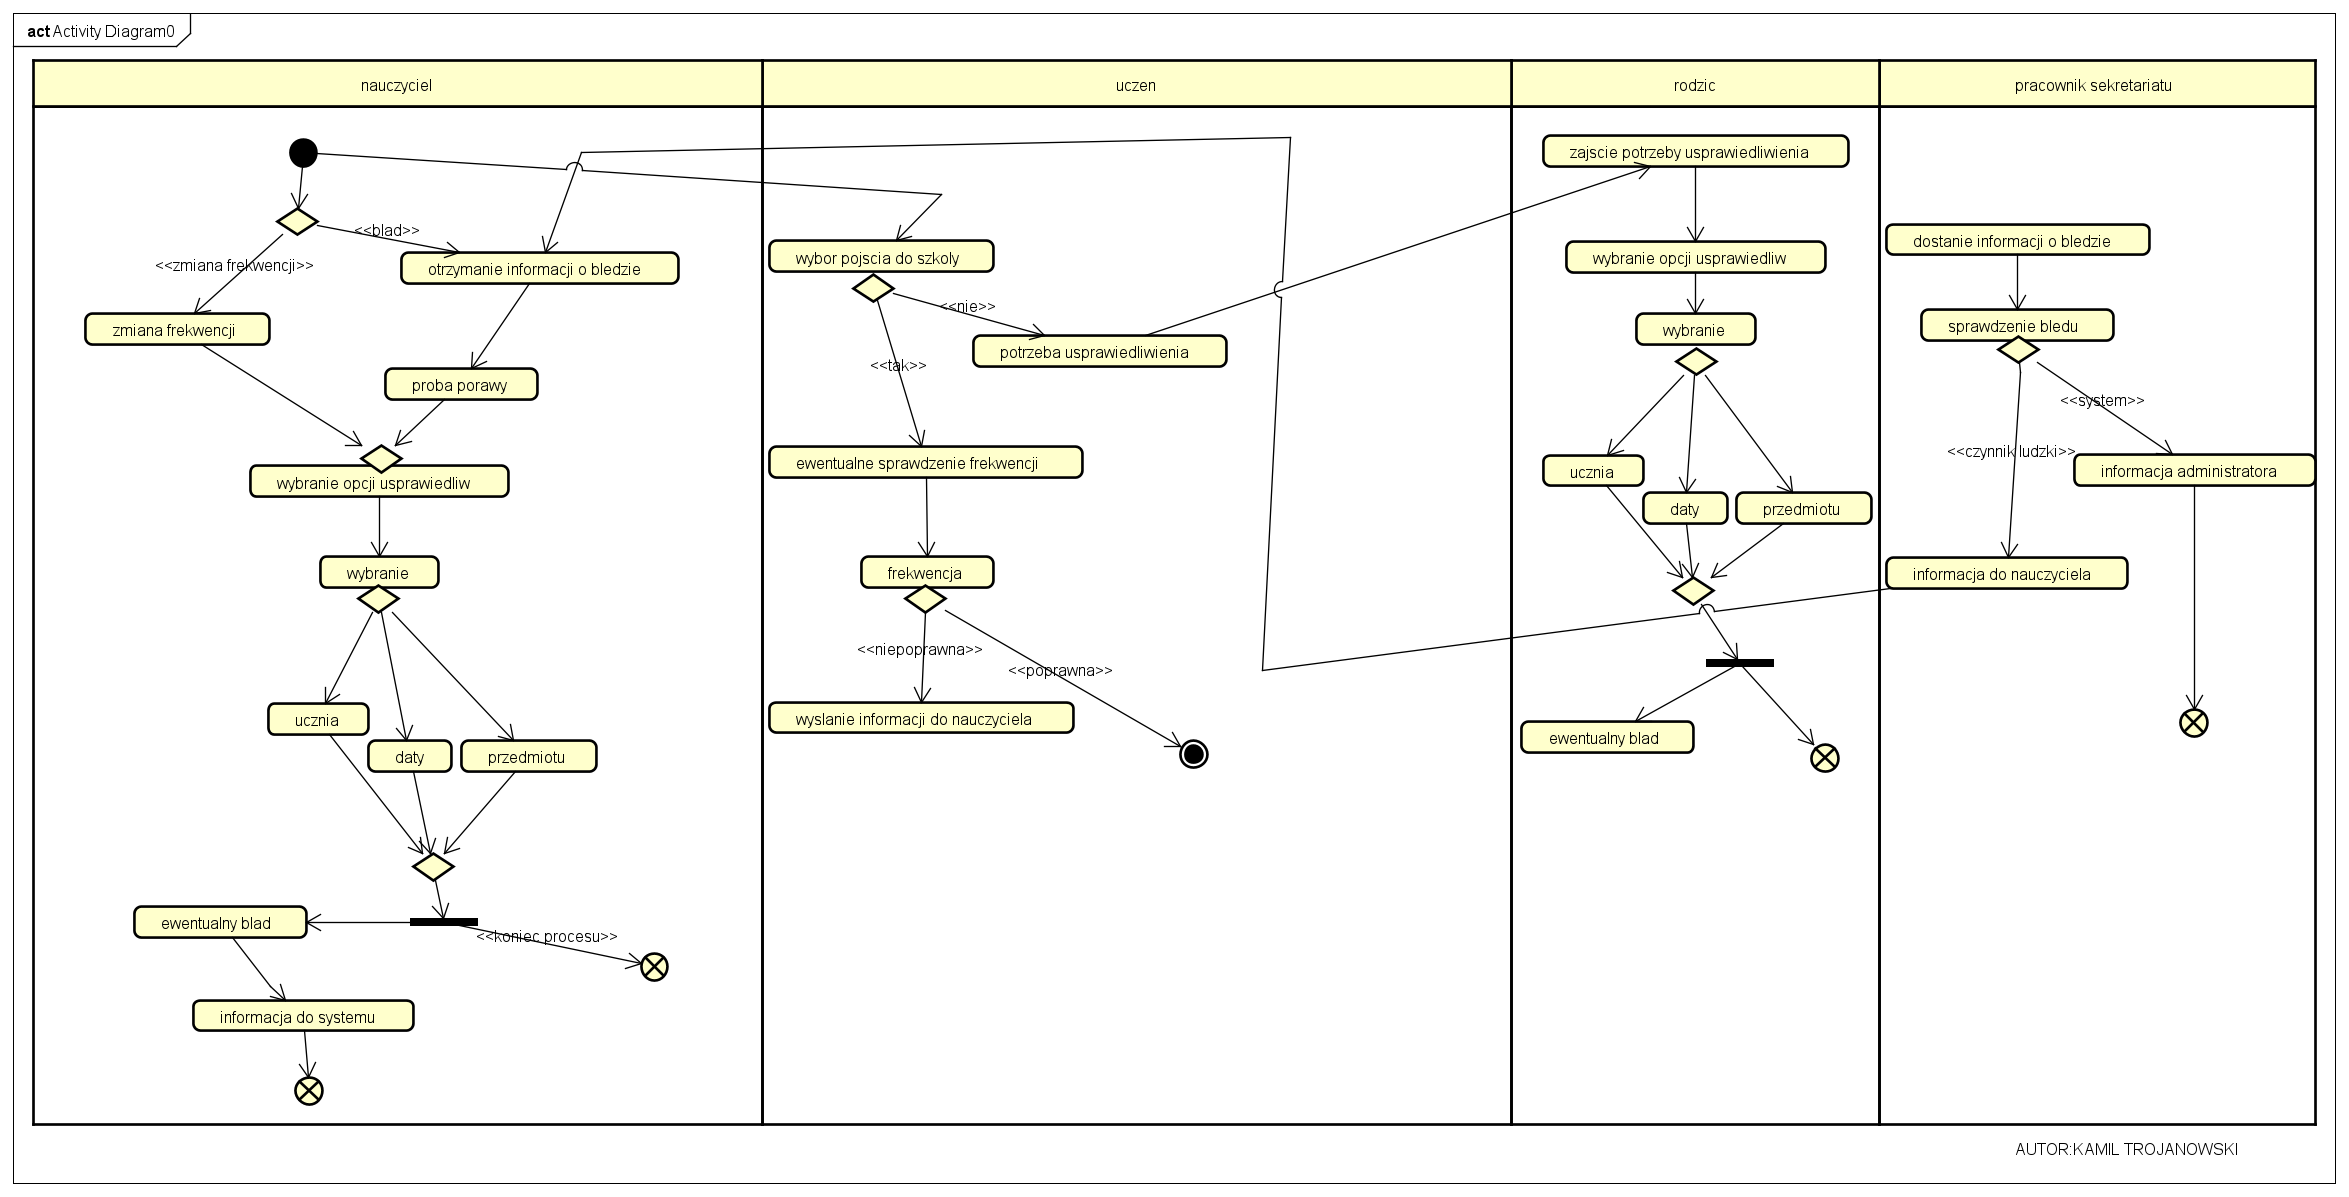 act Activity Diagram0
nauczyciel
uczen
rodzic
pracownik sekretariatu
<<blad>>
<<zmiana frekwencji>>
otrzymanie informacji o bledzie
zmiana frekwencji
proba porawy
wybranie opcji usprawiedliw
wybranie
ucznia
daty
przedmiotu
ewentualny blad
<<koniec procesu>>
informacja do systemu
wybor pojscia do szkoly
<<nie>>
potrzeba usprawiedliwienia
<<tak>>
ewentualne sprawdzenie frekwencji
frekwencja
<<niepoprawna>>
<<poprawna>>
wyslanie informacji do nauczyciela
zajscie potrzeby usprawiedliwienia
wybranie opcji usprawiedliw
wybranie
ucznia
daty
przedmiotu
ewentualny blad
dostanie informacji o bledzie
sprawdzenie bledu
<<system>>
<<czynnik ludzki>>
informacja administratora
informacja do nauczyciela
AUTOR:KAMIL TROJANOWSKI